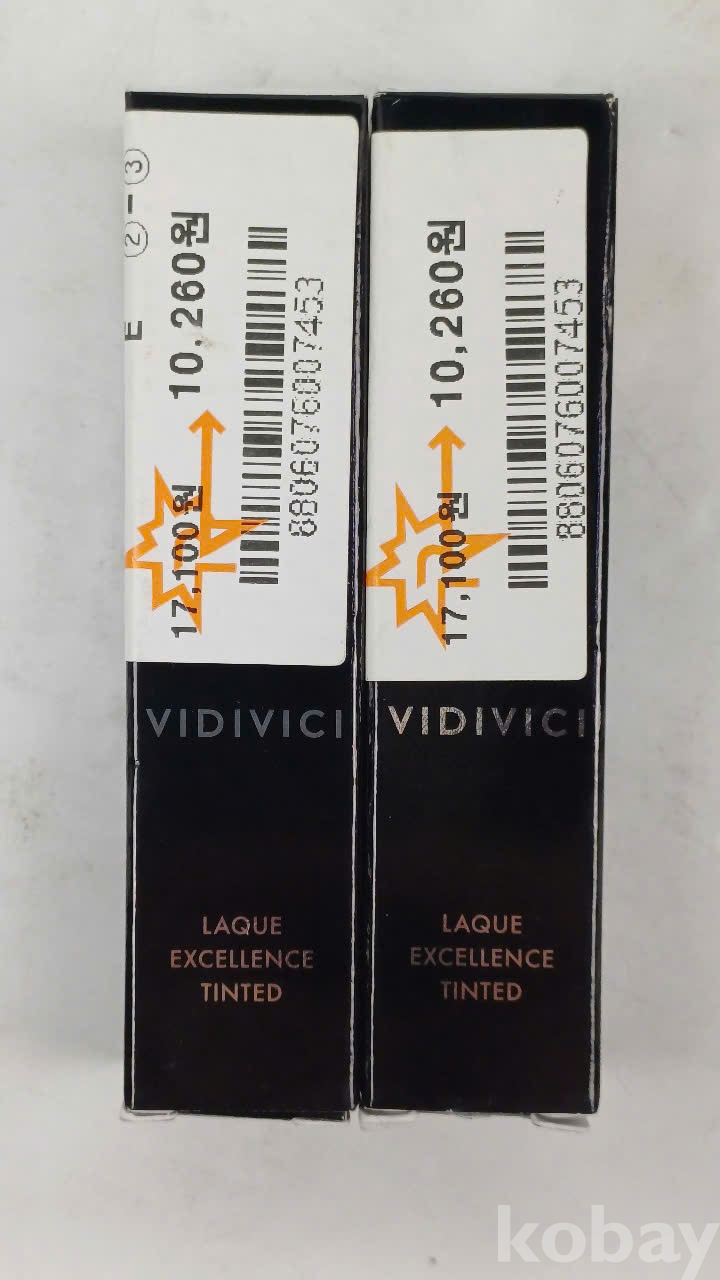 E ②-③
17,100원
10,260원
8806076007453
17,100원
10,260원
8806076007453
VIDIVICI
LAQUE
EXCELLENCE
TINTED
VIDIVICI
LAQUE
EXCELLENCE
TINTED
kobay